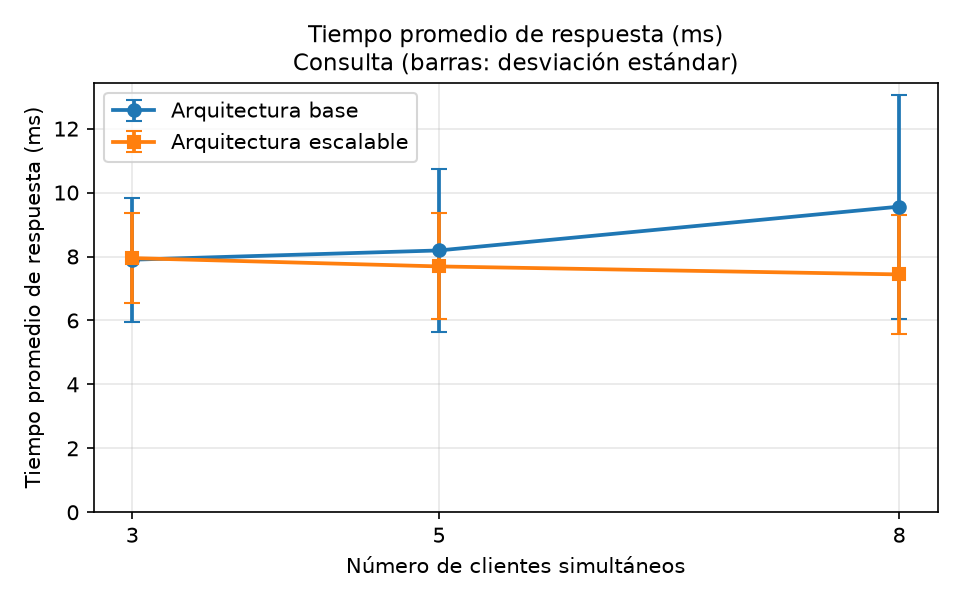 Tiempo promedio de respuesta (ms)
Consulta (barras: desviación estándar)
Arquitectura base
Arquitectura escalable
Tiempo promedio de respuesta (ms)
12
10
8
6
4
2
0
3
5
8
Número de clientes simultáneos